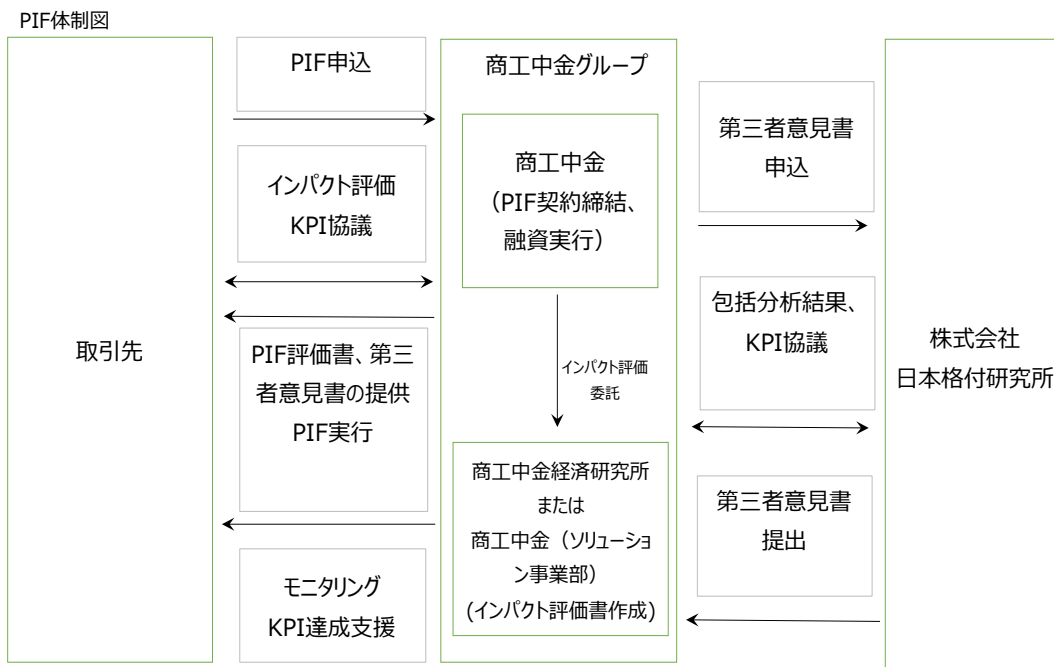 PIF体制図
取引先
PIF申込
インパクト評価
KPI協議
PIF評価書、第三
者意見書の提供
PIF実行
モニタリング
KPI達成支援
商工中金グループ
商工中金
（PIF契約締結、
融資実行）
インパクト評価
委託
商工中金経済研究所
または
商工中金（ソリューショ
ン事業部）
(インパクト評価書作成)
第三者意見書
申込
包括分析結果、
KPI協議
第三者意見書
提出
株式会社
日本格付研究所